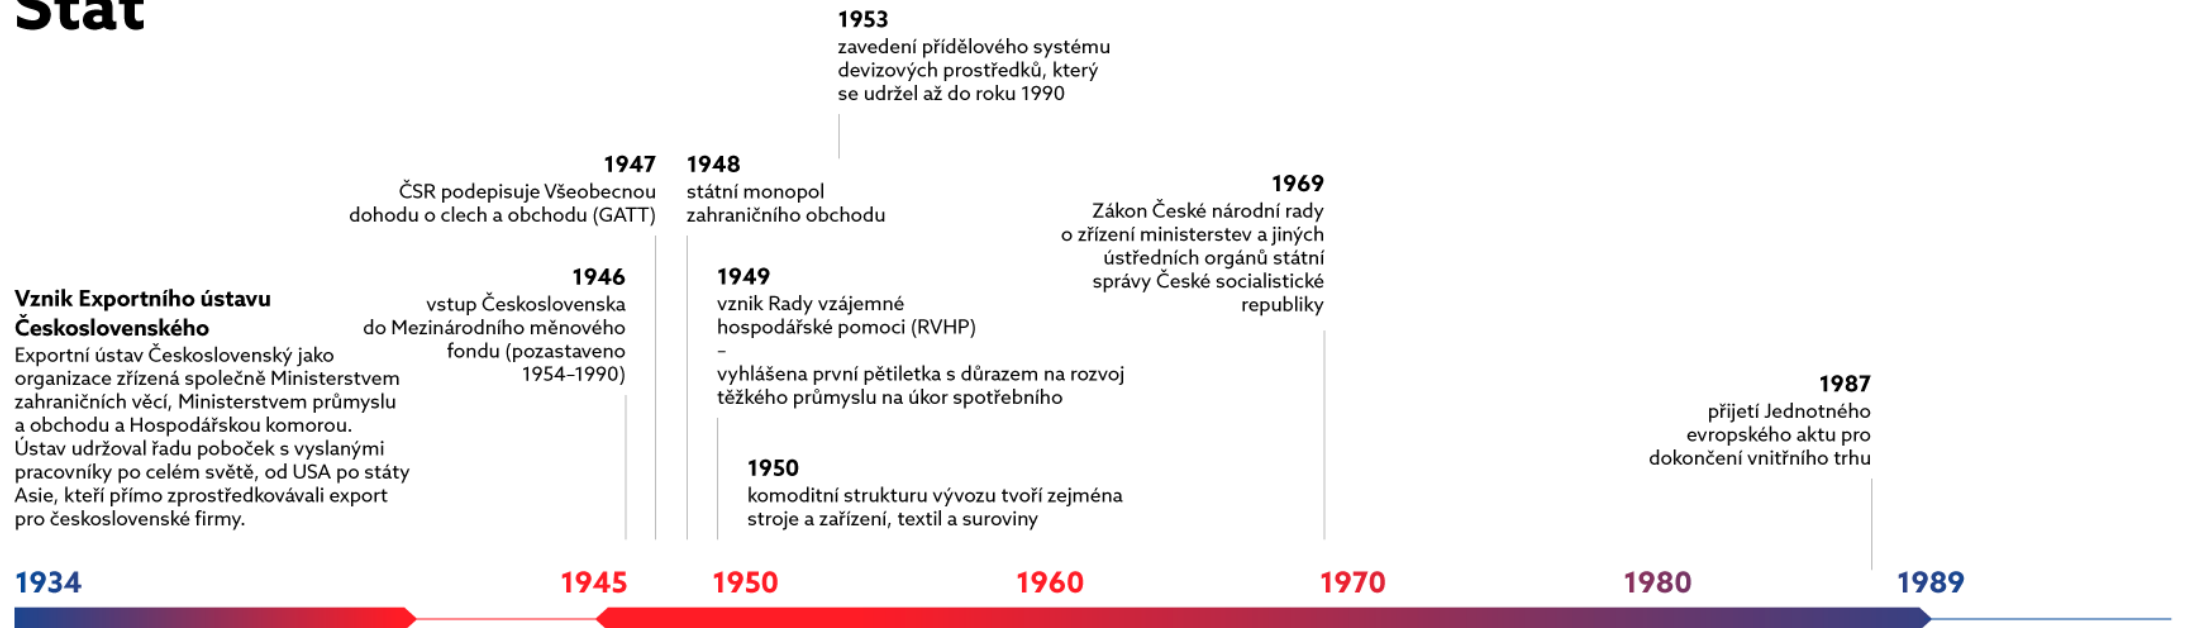 Stát
1953
zavedení přídělového systému
devizových prostředků, který
se udržel až do roku 1990
1947
ČSR podepisuje Všeobecnou
dohodu o clech a obchodu (GATT)
1948
státní monopol
zahraničního obchodu
1969
Zákon České národní rady
o zřízení ministerstev a jiných
ústředních orgánů státní
správy České socialistické
republiky
Vznik Exportního ústavu
Československého
Exportní ústav Československý jako
organizace zřízená společně Ministerstvem
zahraničních věcí, Ministerstvem průmyslu
a obchodu a Hospodářskou komorou.
Ústav udržoval řadu poboček s vyslanými
pracovníky po celém světě, od USA po státy
Asie, kteří přímo zprostředkovávali export
pro československé firmy.
1946
vstup Československa
do Mezinárodního měnového
fondu (pozastaveno
1954–1990)
1949
vznik Rady vzájemné
hospodářské pomoci (RVHP)
–
vyhlášena první pětiletka s důrazem na rozvoj
těžkého průmyslu na úkor spotřebního
1950
komoditní strukturu vývozu tvoří zejména
stroje a zařízení, textil a suroviny
1987
přijetí Jednotného
evropského aktu pro
dokončení vnitřního trhu
1934
1945
1950
1960
1970
1980
1989